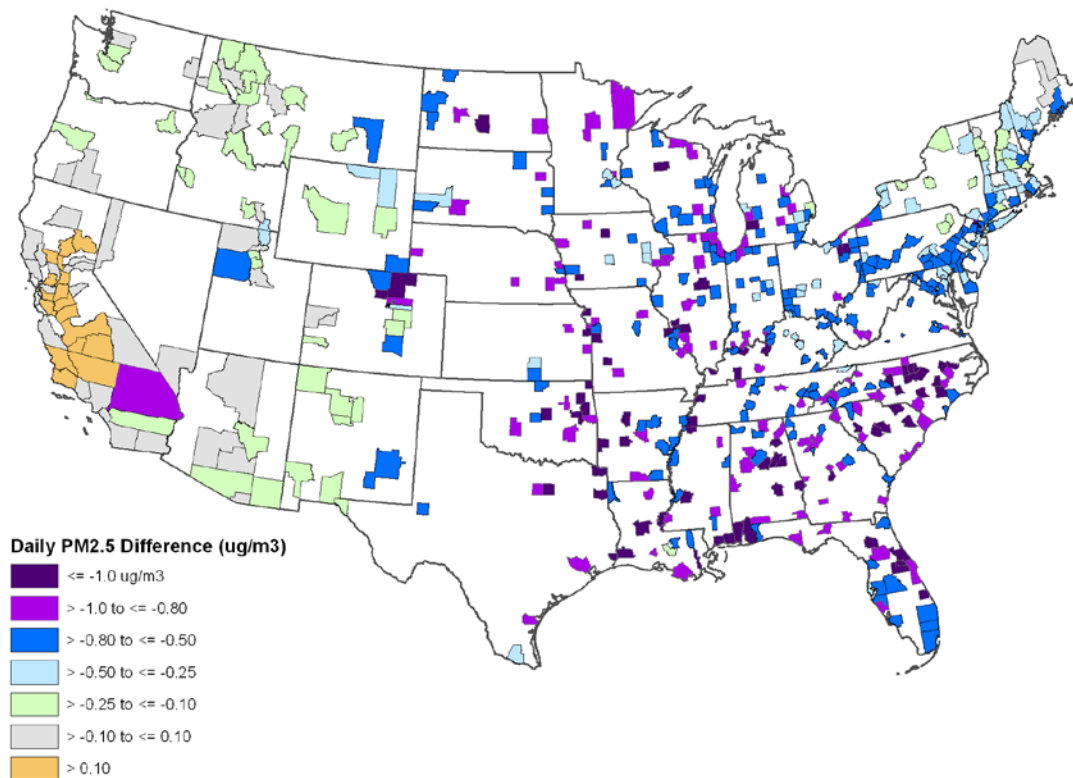 Daily PM2.5 Difference (ug/m3)
<= -1.0 ug/m3
> -1.0 to <= -0.80
> -0.80 to <= -0.50
> -0.50 to <= -0.25
> -0.25 to <= -0.10
> -0.10 to <= 0.10
> 0.10